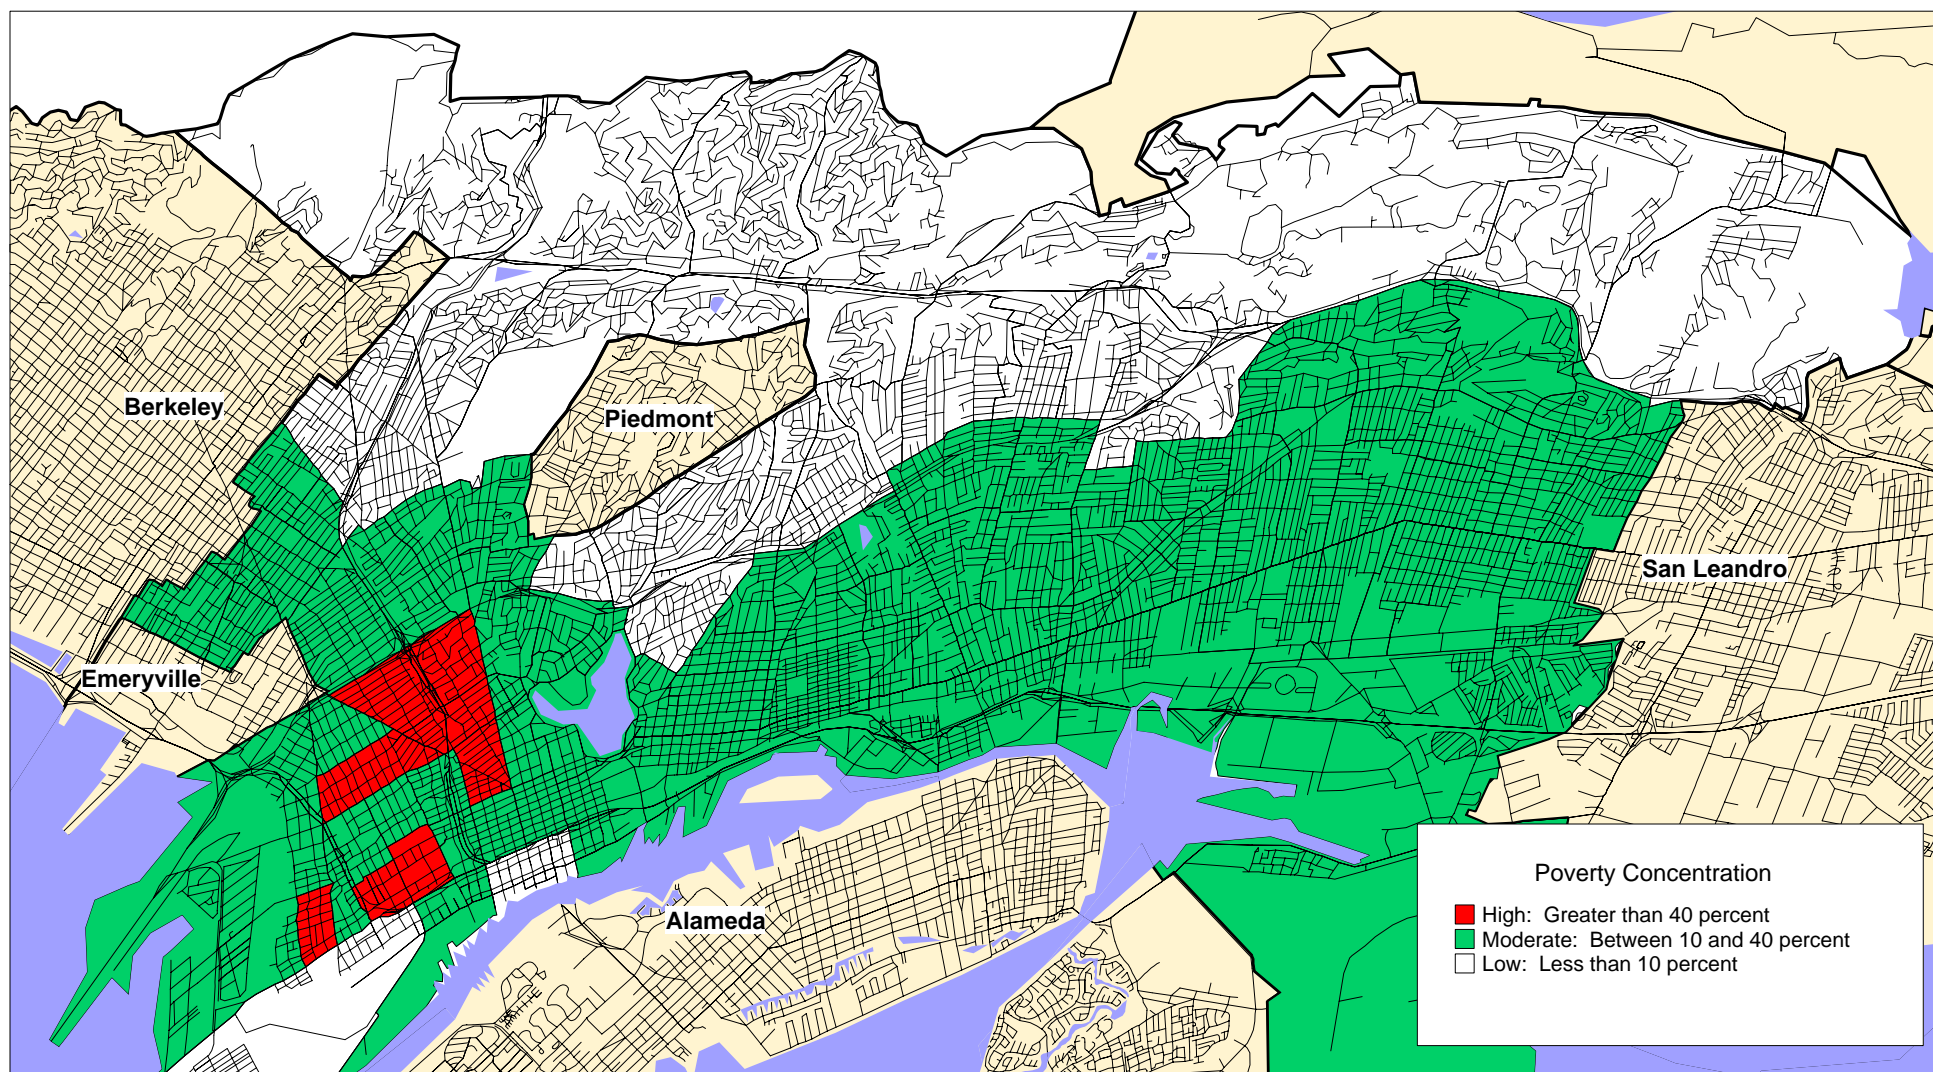 Berkeley
Piedmont
San Leandro
Emeryville
Alameda
Poverty Concentration
High: Greater than 40 percent
Moderate: Between 10 and 40 percent
Low: Less than 10 percent